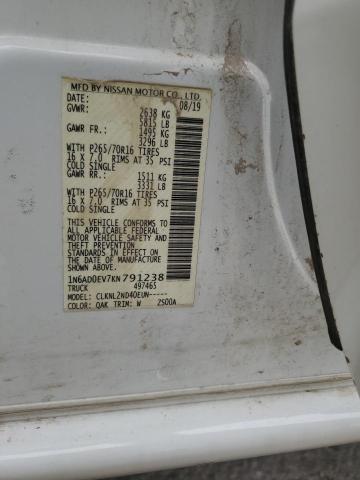 MFD BY NISSAN MOTOR CO., LTD.
DATE: 08/19
GVWR: 2638 KG
5815 LB
GAWR FR. 1495 KG
3296 LB
WITH P265/70R16 TIRES
16 X 7.0 RIMS AT 35 PSI
COLD SINGLE
GAWR RR. 1511 KG
3331 LB
WITH P265/70R16 TIRES
16 X 7.0 RIMS AT 35 PSI
COLD SINGLE
THIS VEHICLE CONFORMS TO
ALL APPLICABLE FEDERAL
MOTOR VEHICLE SAFETY
STANDARDS IN EFFECT ON
THE DATE OF MANUFACTURE
SHOWN ABOVE.
1N6AD0EV7KN791238
TRUCK 497465
MODEL: CLKNL2ND40EUN-----
COLOR: QAK TRIM: W 2S00A